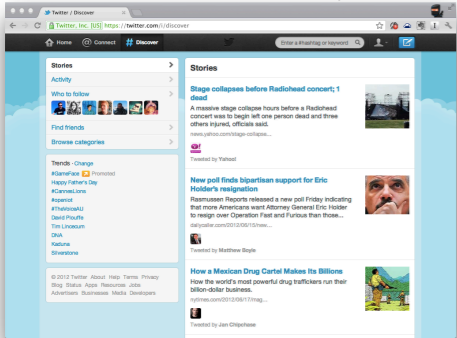 Twitter / Discover
Twitter, Inc. [US] https://twitter.com/i/discover
Home
@ Connect
# Discover
Enter a #hashtag or keyword
Stories
Activity
Who to follow
Find friends
Browse categories
Trends · Change
#GameFace Promoted
Happy Father's Day
#CannesLions
#openiot
#TheVoiceAU
David Plouffe
Tim Lincesum
DNA
Kaduna
Silverstone
© 2012 Twitter About Help Terms Privacy
Blog Status Apps Resources Jobs
Advertisers Businesses Media Developers
Stories
Stage collapses before Radiohead concert; 1
dead
A massive stage collapse hours before a Radiohead
concert was to begin left one person dead and three
others injured, officials said.
news.yahoo.com/stage-collaps...
Tweeted by Yahoo!
New poll finds bipartisan support for Eric
Holder's resignation
Rasmussen Reports released a new poll Friday indicating
that more Americans want Attorney General Eric Holder
to resign over Operation Fast and Furious than those...
dailycaller.com/2012/06/15/new...
Tweeted by Matthew Boyle
How a Mexican Drug Cartel Makes Its Billions
How the world's most powerful drug traffickers run their
billion-dollar business.
nytimes.com/2012/06/17/mag...
Tweeted by Jan Chipchase